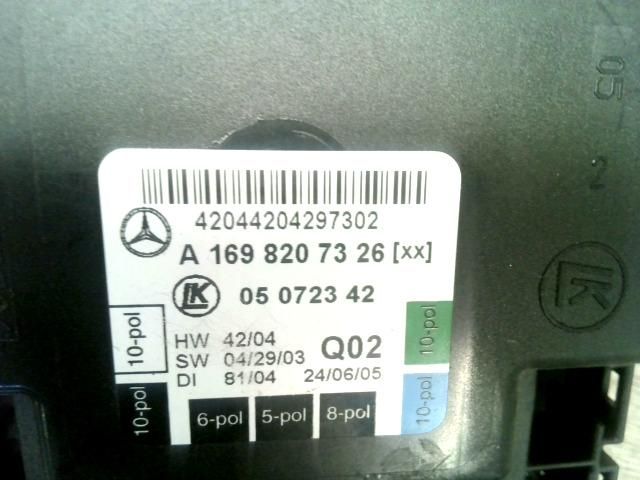 42044204297302
A 169 820 73 26 [xx]
LK 05 0723 42
HW 42/04
SW 04/29/03
DI 81/04 24/06/05
Q02
10-pol
10-pol
6-pol 5-pol 8-pol
10-pol
10-pol
05
2
LK